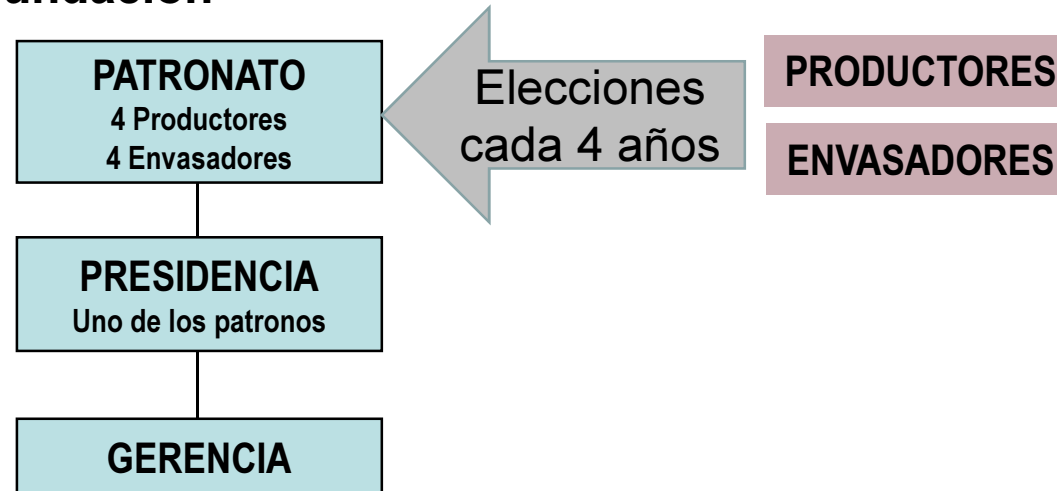 PATRONATO
4 Productores
4 Envasadores
Elecciones
cada 4 años
PRODUCTORES
ENVASADORES
PRESIDENCIA
Uno de los patronos
GERENCIA